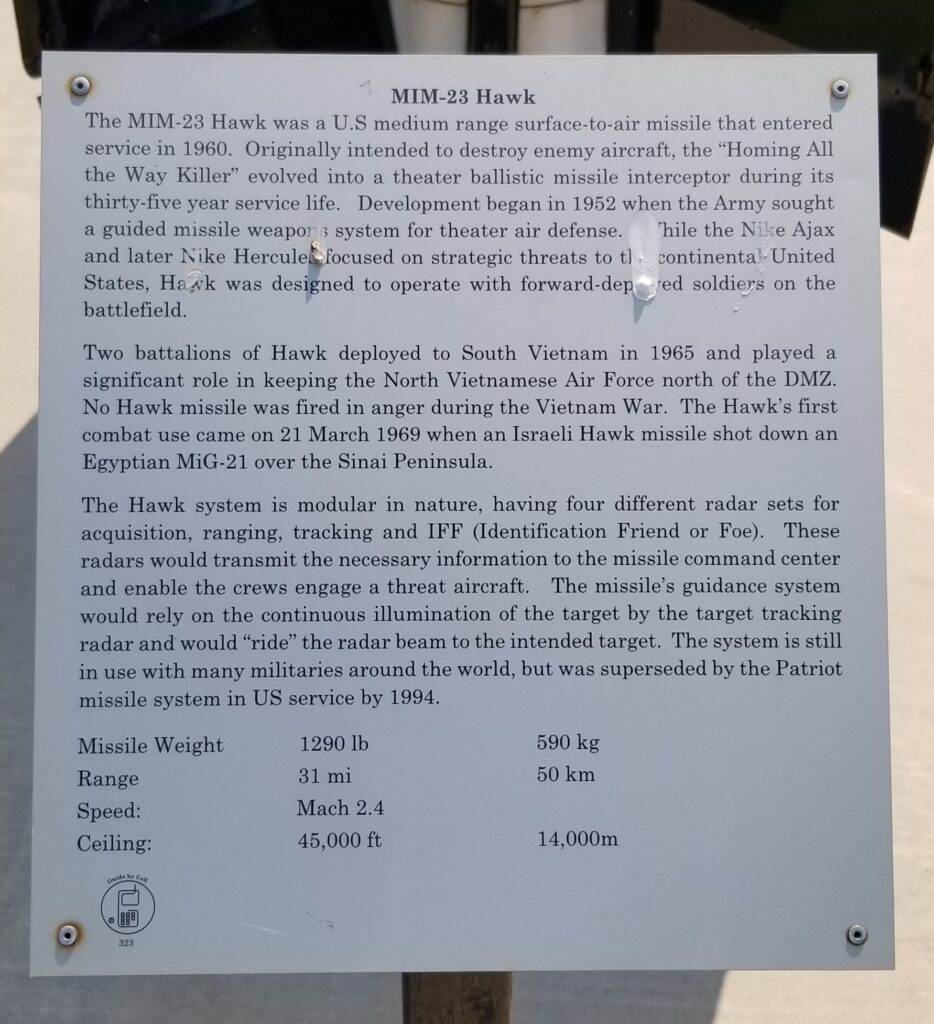 MIM-23 Hawk
The MIM-23 Hawk was a U.S medium range surface-to-air missile that entered
service in 1960. Originally intended to destroy enemy aircraft, the “Homing All
the Way Killer” evolved into a theater ballistic missile interceptor during its
thirty-five year service life. Development began in 1952 when the Army sought
a guided missile weapons system for theater air defense. While the Nike Ajax
and later Nike Hercules focused on strategic threats to the continental United
States, Hawk was designed to operate with forward-deployed soldiers on the
battlefield.
Two battalions of Hawk deployed to South Vietnam in 1965 and played a
significant role in keeping the North Vietnamese Air Force north of the DMZ.
No Hawk missile was fired in anger during the Vietnam War. The Hawk’s first
combat use came on 21 March 1969 when an Israeli Hawk missile shot down an
Egyptian MiG-21 over the Sinai Peninsula.
The Hawk system is modular in nature, having four different radar sets for
acquisition, ranging, tracking and IFF (Identification Friend or Foe). These
radars would transmit the necessary information to the missile command center
and enable the crews engage a threat aircraft. The missile’s guidance system
would rely on the continuous illumination of the target by the target tracking
radar and would “ride” the radar beam to the intended target. The system is still
in use with many militaries around the world, but was superseded by the Patriot
missile system in US service by 1994.
Missile Weight 1290 lb 590 kg
Range 31 mi 50 km
Speed: Mach 2.4
Ceiling: 45,000 ft 14,000m
Guide by Cell
323